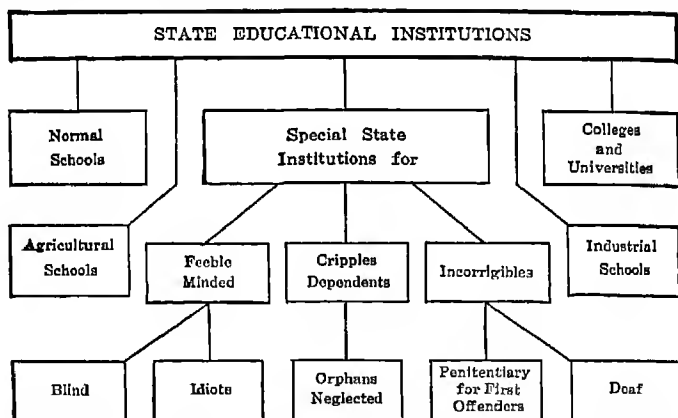 STATE EDUCATIONAL INSTITUTIONS
Normal
Schools
Special State
Institutions for
Colleges
and
Universities
Agricultural
Schools
Feeble
Minded
Cripples
Dependents
Incorrigibles
Industrial
Schools
Blind
Idiots
Orphans
Neglected
Penitentiary
for First
Offenders
Deaf